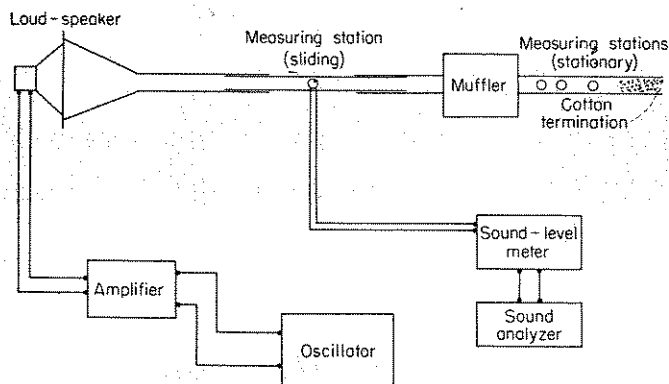 Loud-speaker
Measuring station
(sliding)
Measuring stations
(stationary)
Muffler
Cotton
termination
Sound-level
meter
Amplifier
Sound
analyzer
Oscillator